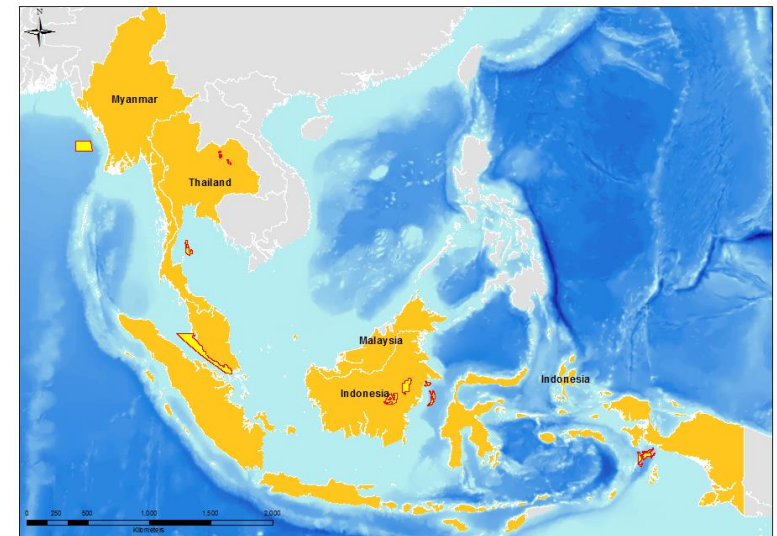 N
Myanmar
Thailand
Malaysia
Indonesia
Indonesia
0 250 500 1,000 1,500 2,000
Kilometers